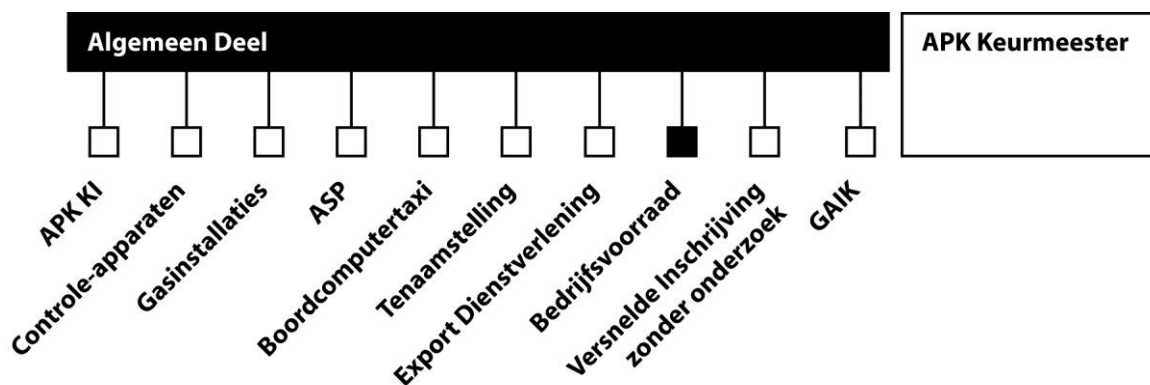 Algemeen Deel
APK Keurmeester
APK KI
Controle-apparaten
Gasinstallaties
ASP
Boordcomputertaxi
Tenaamstelling
Export Dienstverlening
Bedrijfsvoorraad
Versnelde Inschrijving
zonder onderzoek
GAIK